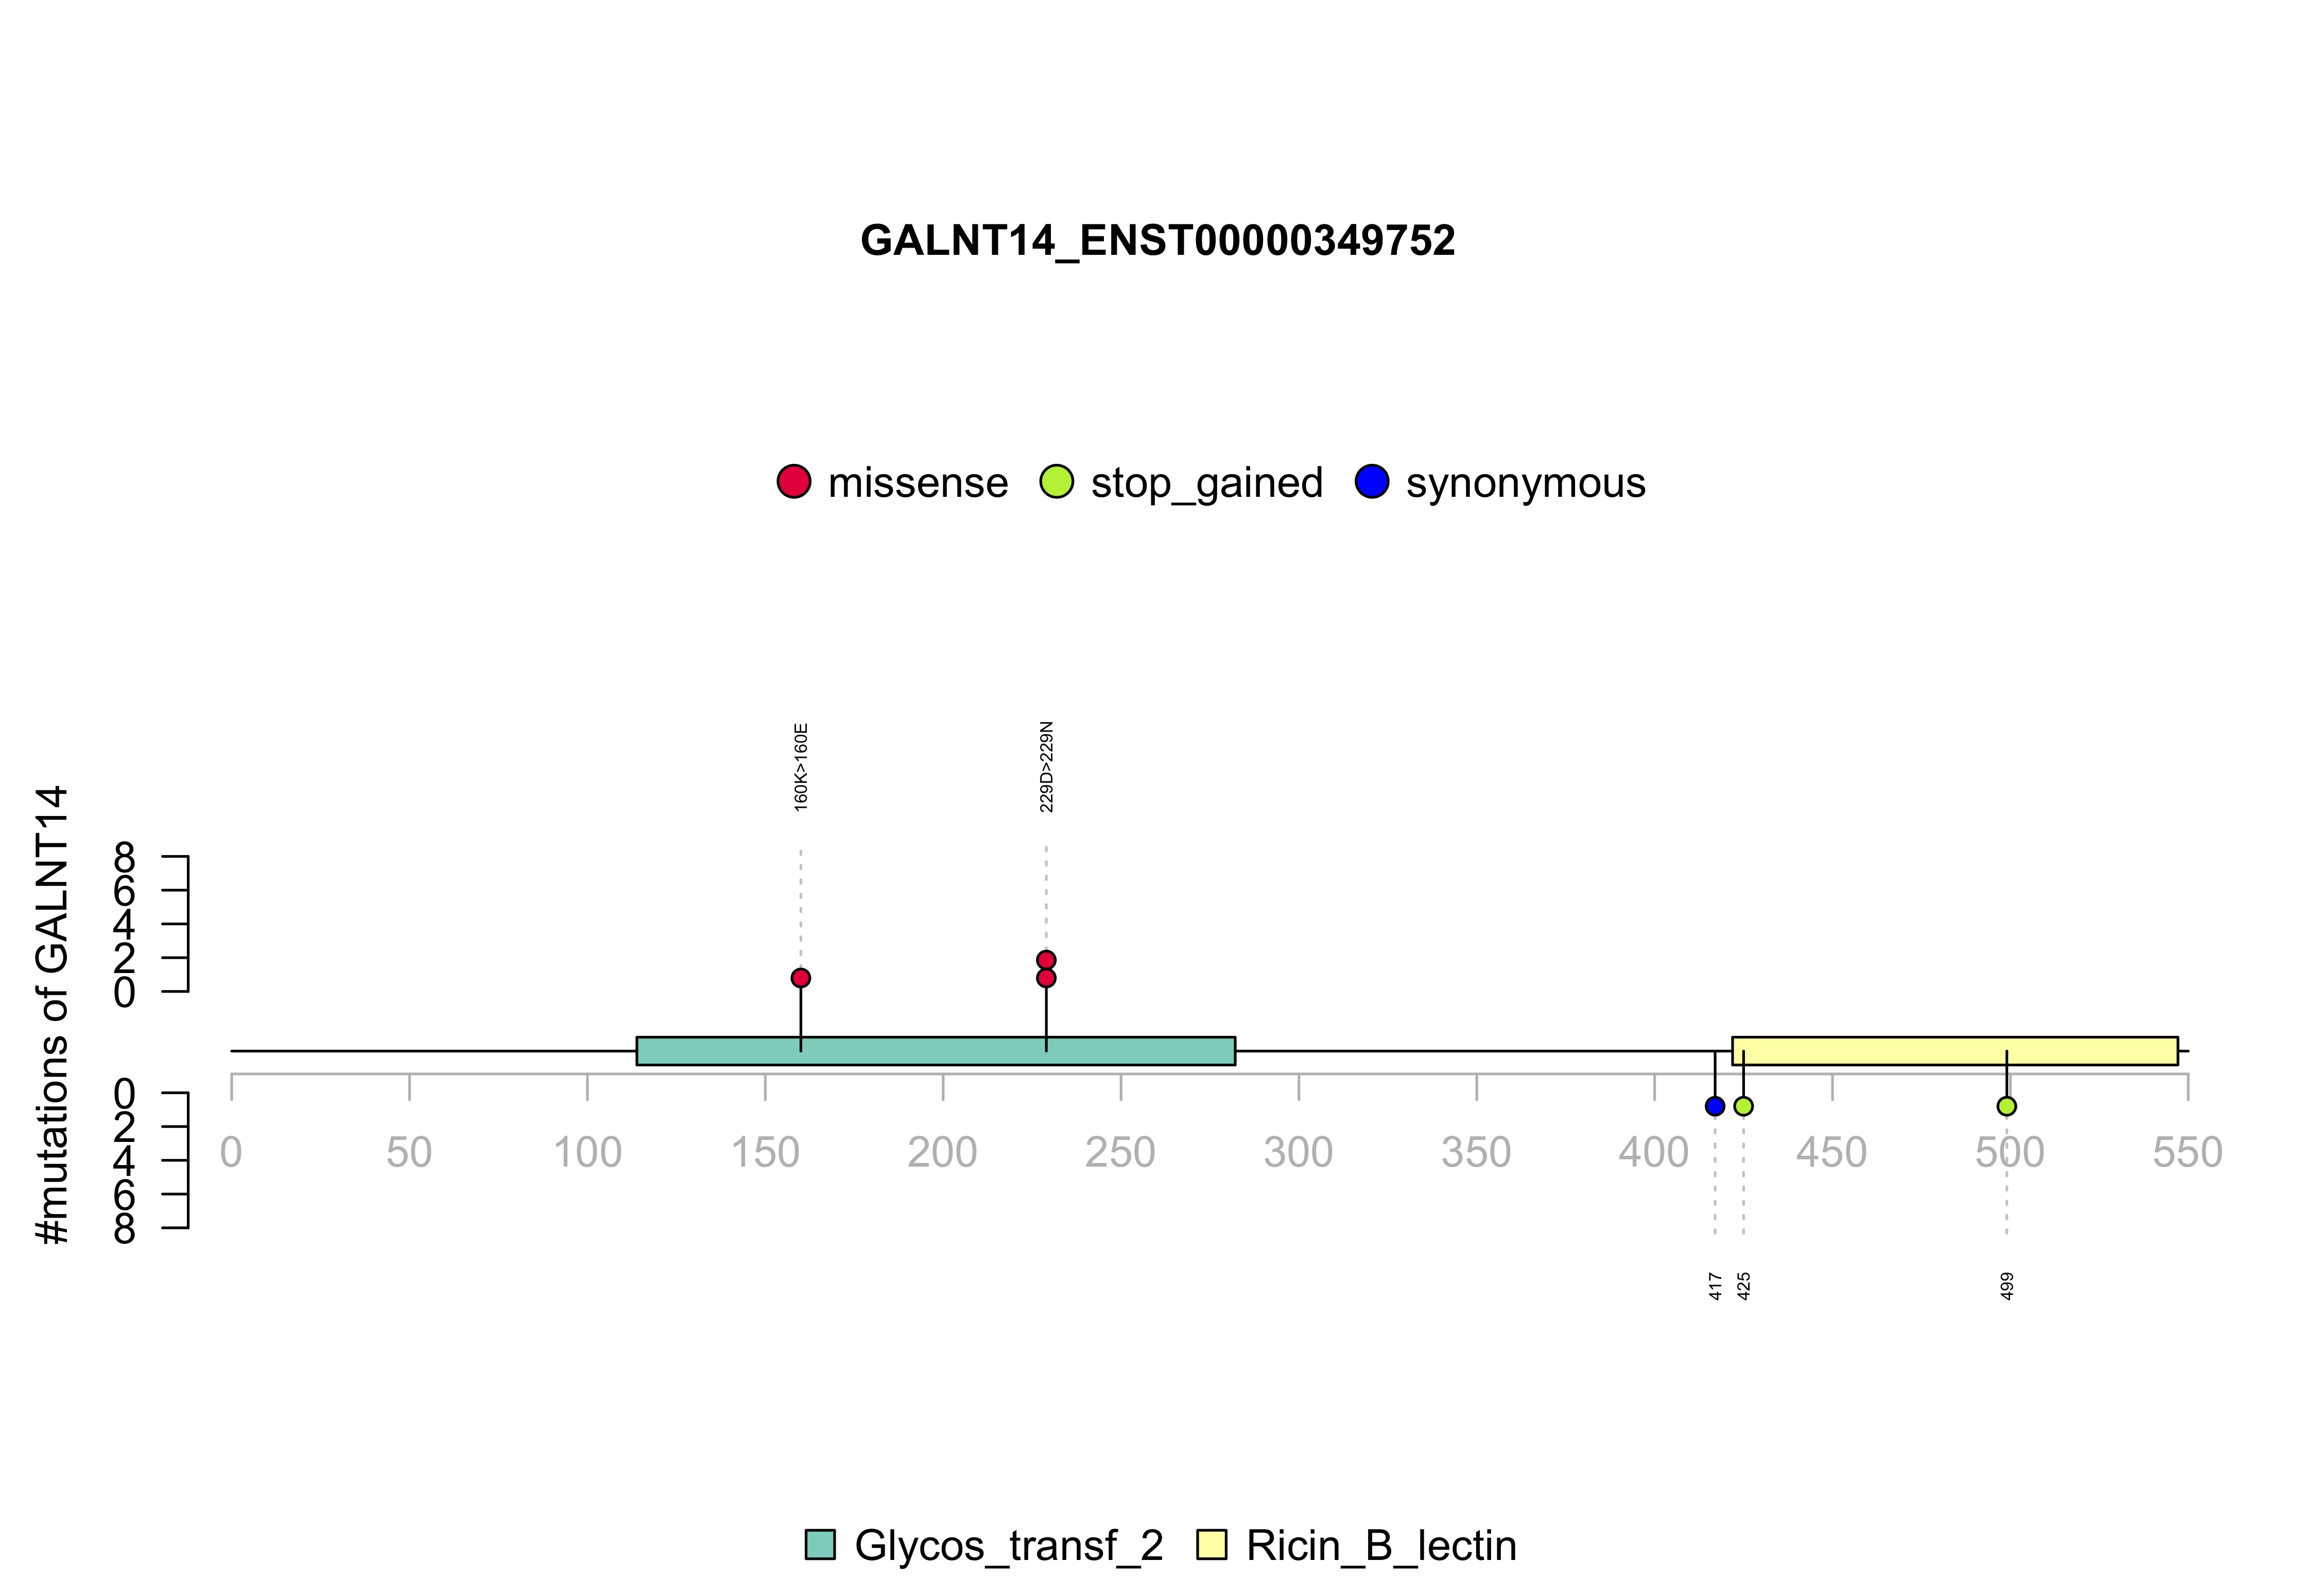 GALNT14_ENST00000349752
missense stop_gained synonymous
160K>160E 229D>229N
#mutations of GALNT14
8
6
4
2
0
0
2
4
6
8
0 50 100 150 200 250 300 350 400 450 500 550
417 425 499
Glycos_transf_2 Ricin_B_lectin